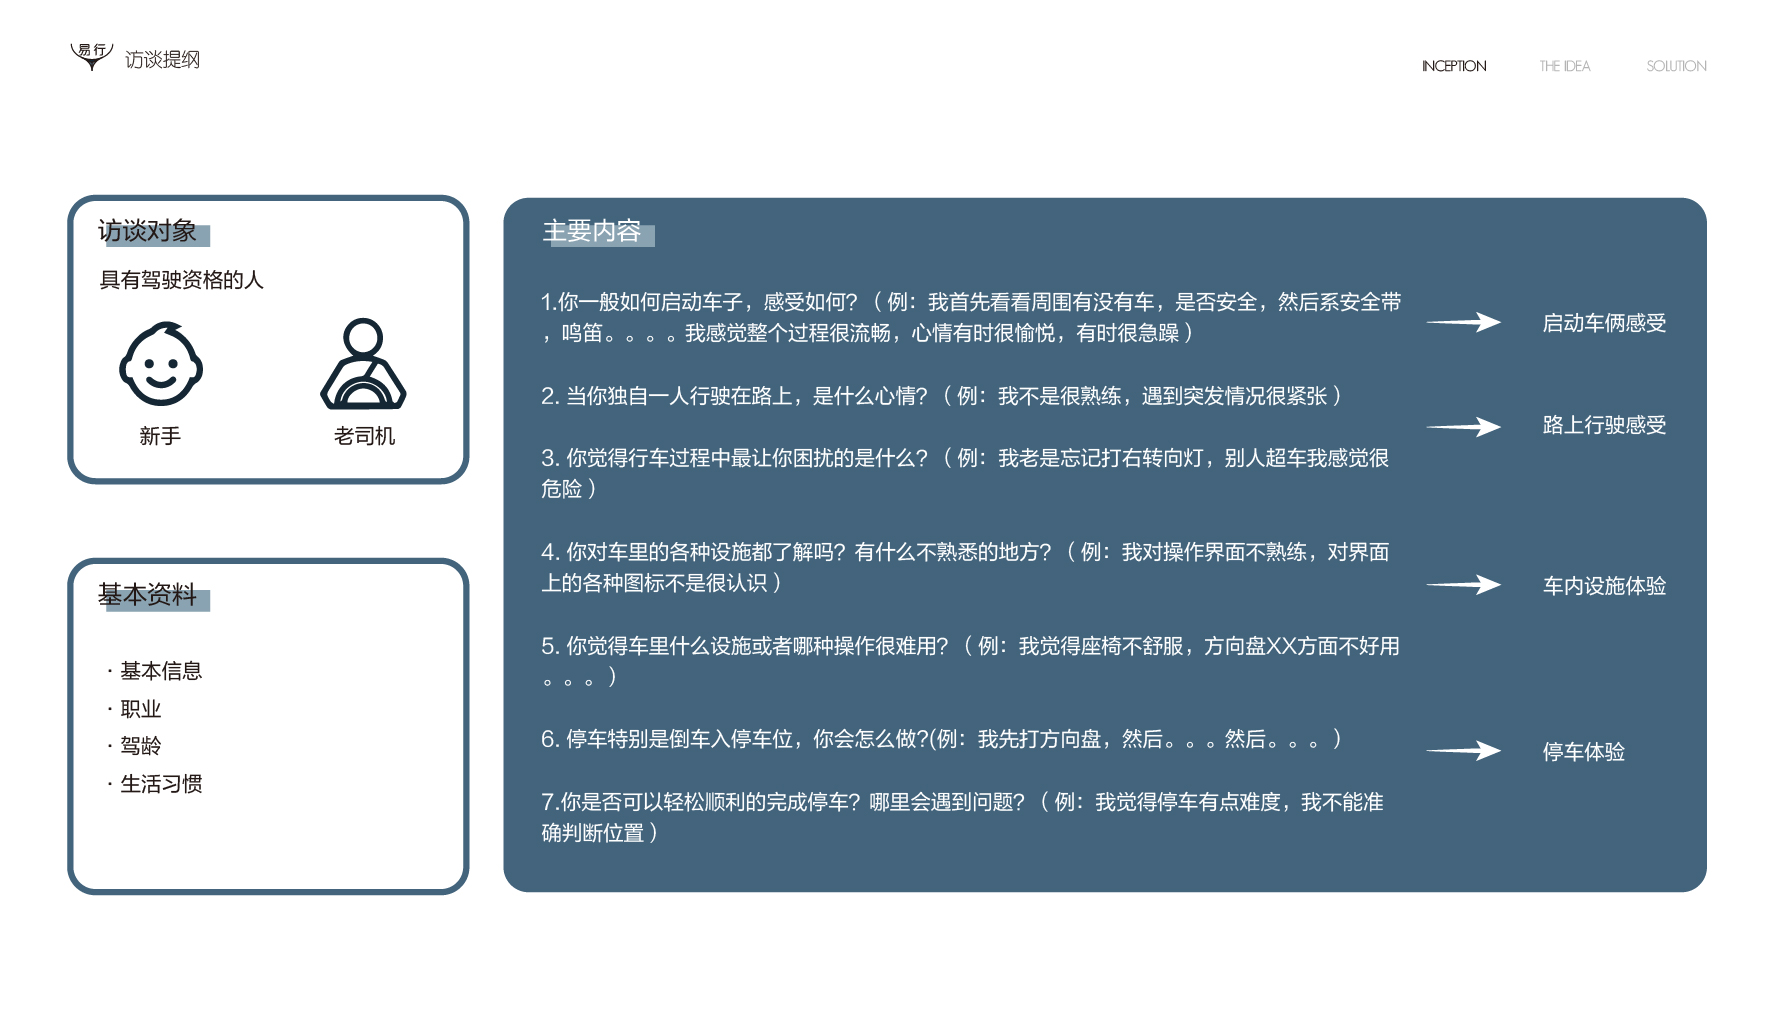 易行
访谈提纲
INCEPTION
THE IDEA
SOLUTION
访谈对象
具有驾驶资格的人
新手
老司机
基本资料
· 基本信息
· 职业
· 驾龄
· 生活习惯
主要内容
1.你一般如何启动车子，感受如何？（ 例：我首先看看周围有没有车，是否安全，然后系安全带
，鸣笛。。。。我感觉整个过程很流畅，心情有时很愉悦，有时很急躁 ）
2. 当你独自一人行驶在路上，是什么心情？（ 例：我不是很熟练，遇到突发情况很紧张 ）
3. 你觉得行车过程中最让你困扰的是什么？（ 例：我老是忘记打右转向灯，别人超车我感觉很
危险 ）
4. 你对车里的各种设施都了解吗？有什么不熟悉的地方？（ 例：我对操作界面不熟练，对界面
上的各种图标不是很认识 ）
5. 你觉得车里什么设施或者哪种操作很难用？（ 例：我觉得座椅不舒服，方向盘XX方面不好用
。。。）
6. 停车特别是倒车入停车位，你会怎么做?(例：我先打方向盘，然后。。。然后。。。 ）
7.你是否可以轻松顺利的完成停车？哪里会遇到问题？（ 例：我觉得停车有点难度，我不能准
确判断位置 ）
启动车俩感受
路上行驶感受
车内设施体验
停车体验